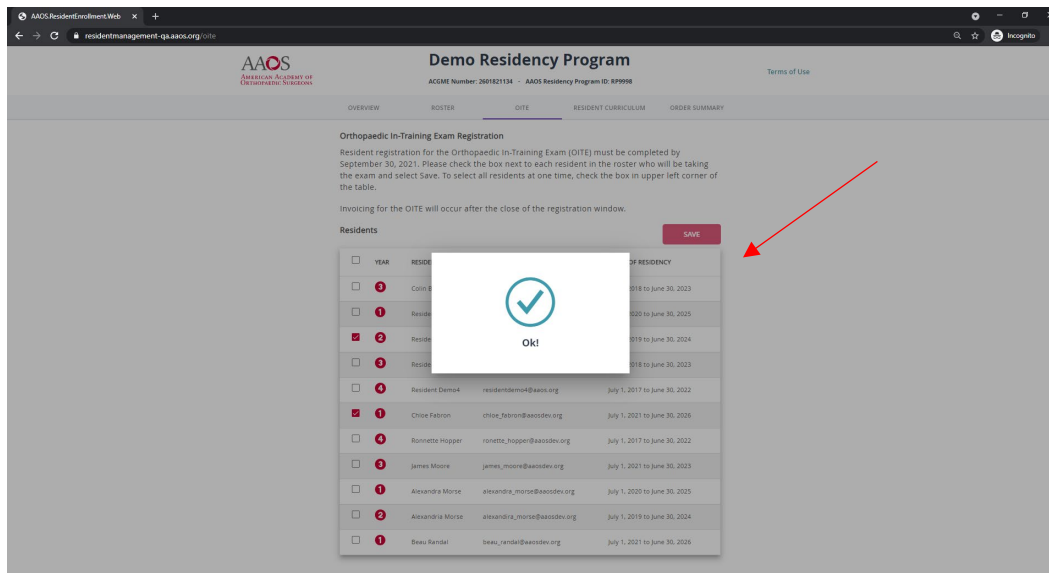 AAOS.ResidentEnrollment.Web
residentmanagement-qa.aaos.org/oite
Incognito
AAOS
AMERICAN ACADEMY OF
ORTHOPAEDIC SURGEONS
Demo Residency Program
ACGME Number: 2601821134 - AAOS Residency Program ID: RP9998
Terms of Use
OVERVIEW ROSTER OITE RESIDENT CURRICULUM ORDER SUMMARY
Orthopaedic In-Training Exam Registration
Resident registration for the Orthopaedic In-Training Exam (OITE) must be completed by
September 30, 2021. Please check the box next to each resident in the roster who will be taking
the exam and select Save. To select all residents at one time, check the box in upper left corner of
the table.
Invoicing for the OITE will occur after the close of the registration window.
Residents
SAVE
YEAR RESIDE OF RESIDENCY
3 Colin E 2018 to June 30, 2023
1 Reside 2020 to June 30, 2025
2 Reside 2019 to June 30, 2024
3 Reside 2018 to June 30, 2023
Ok!
4 Resident Demo4 residentdemo4@aaos.org July 1, 2017 to June 30, 2022
1 Chloe Fabron chloe_fabron@aaosdev.org July 1, 2021 to June 30, 2026
4 Ronnette Hopper ronette_hopper@aaosdev.org July 1, 2017 to June 30, 2022
3 James Moore james_moore@aaosdev.org July 1, 2021 to June 30, 2023
1 Alexandra Morse alexandra_morse@aaosdev.org July 1, 2020 to June 30, 2025
2 Alexandria Morse alexandira_morse@aaosdev.org July 1, 2019 to June 30, 2024
1 Beau Randal beau_randal@aaosdev.org July 1, 2021 to June 30, 2026